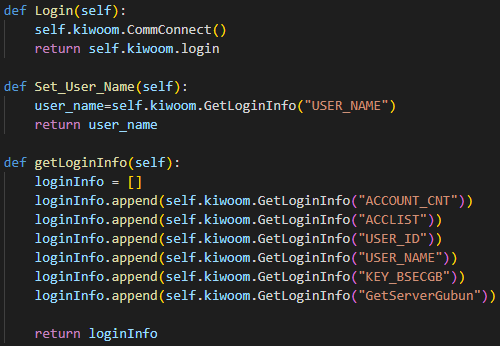 def Login(self):
self.kiwoom.CommConnect()
return self.kiwoom.login
def Set_User_Name(self):
user_name=self.kiwoom.GetLoginInfo("USER_NAME")
return user_name
def getLoginInfo(self):
loginInfo = []
loginInfo.append(self.kiwoom.GetLoginInfo("ACCOUNT_CNT"))
loginInfo.append(self.kiwoom.GetLoginInfo("ACCLIST"))
loginInfo.append(self.kiwoom.GetLoginInfo("USER_ID"))
loginInfo.append(self.kiwoom.GetLoginInfo("USER_NAME"))
loginInfo.append(self.kiwoom.GetLoginInfo("KEY_BSECGB"))
loginInfo.append(self.kiwoom.GetLoginInfo("GetServerGubun"))
return loginInfo